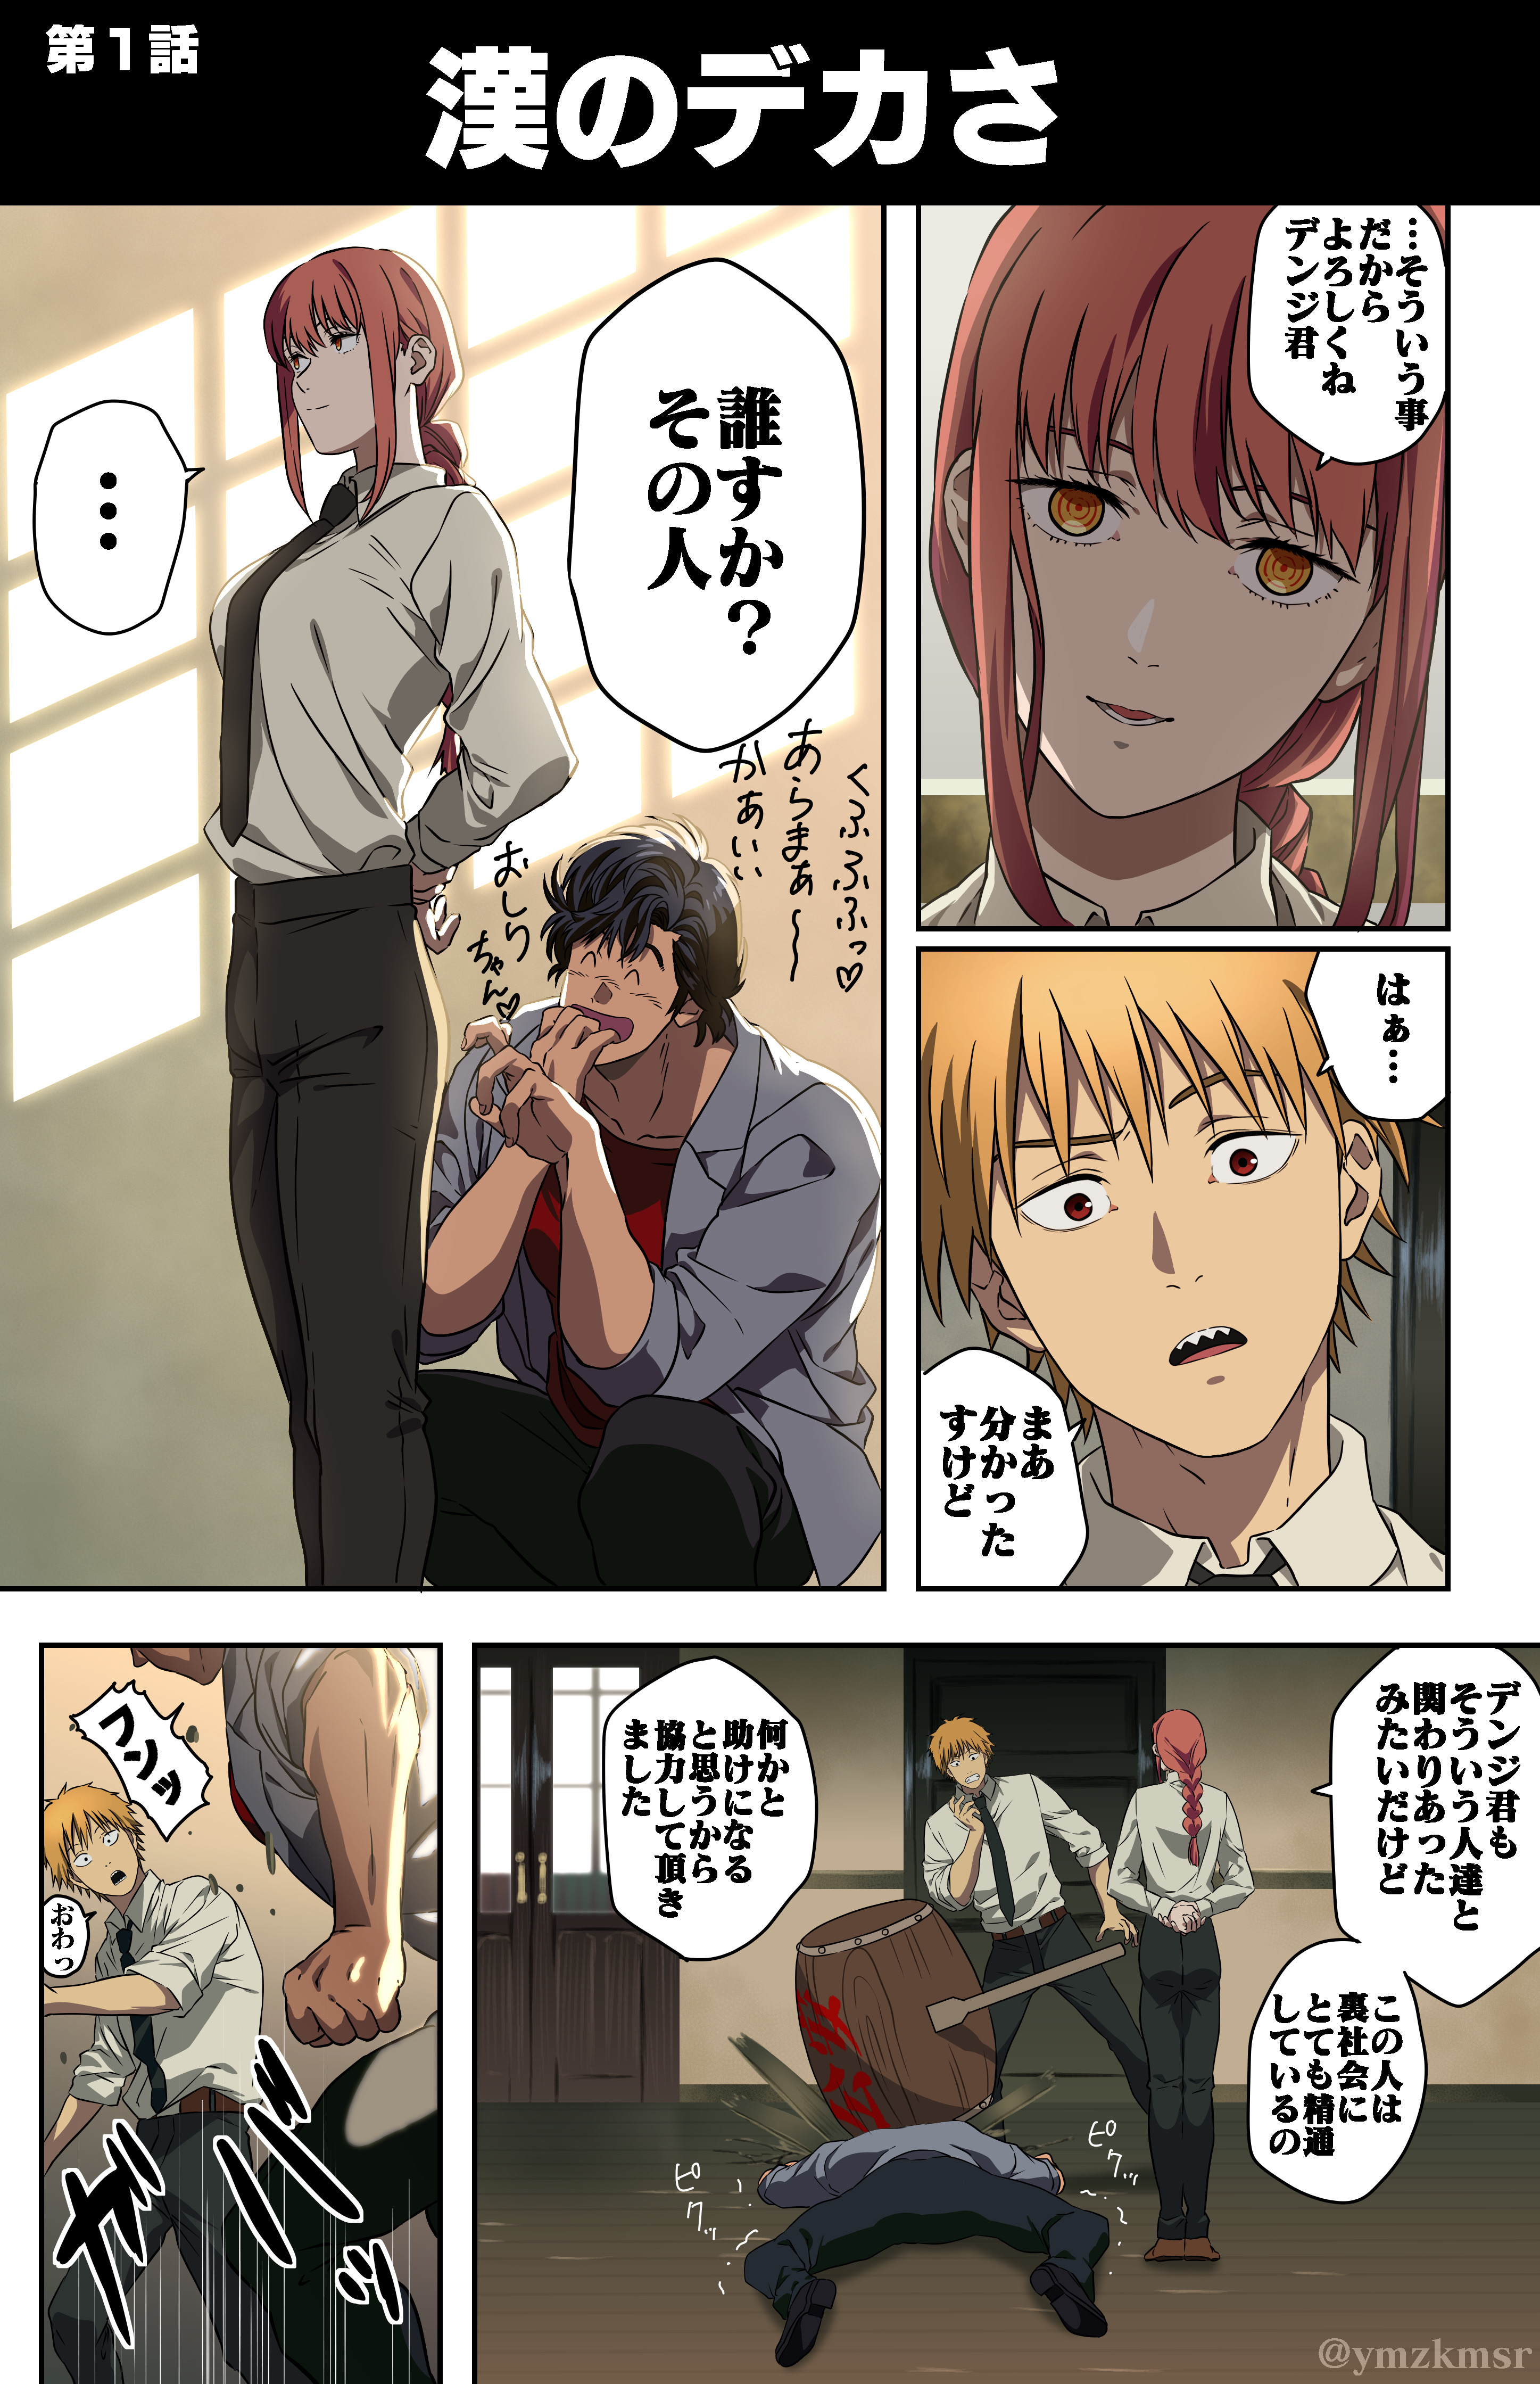 第1話
漢のデカさ
…そういう事
だから
よろしくね
デンジ君
はぁ…
まあ
分かった
すけど
誰すか？
その人
くふふふふっ♡
あらまぁ〜
かぁいい
おしり
ちゃん♡
…
デンジ君も
そういう人達と
関わりあった
みたいだけど
この人は
裏社会に
とても精通
しているの
何かと
助けになる
と思うから
協力して頂き
ました
ピクッ
ピクッ
フンッ
おわっ
@ymzkmsr